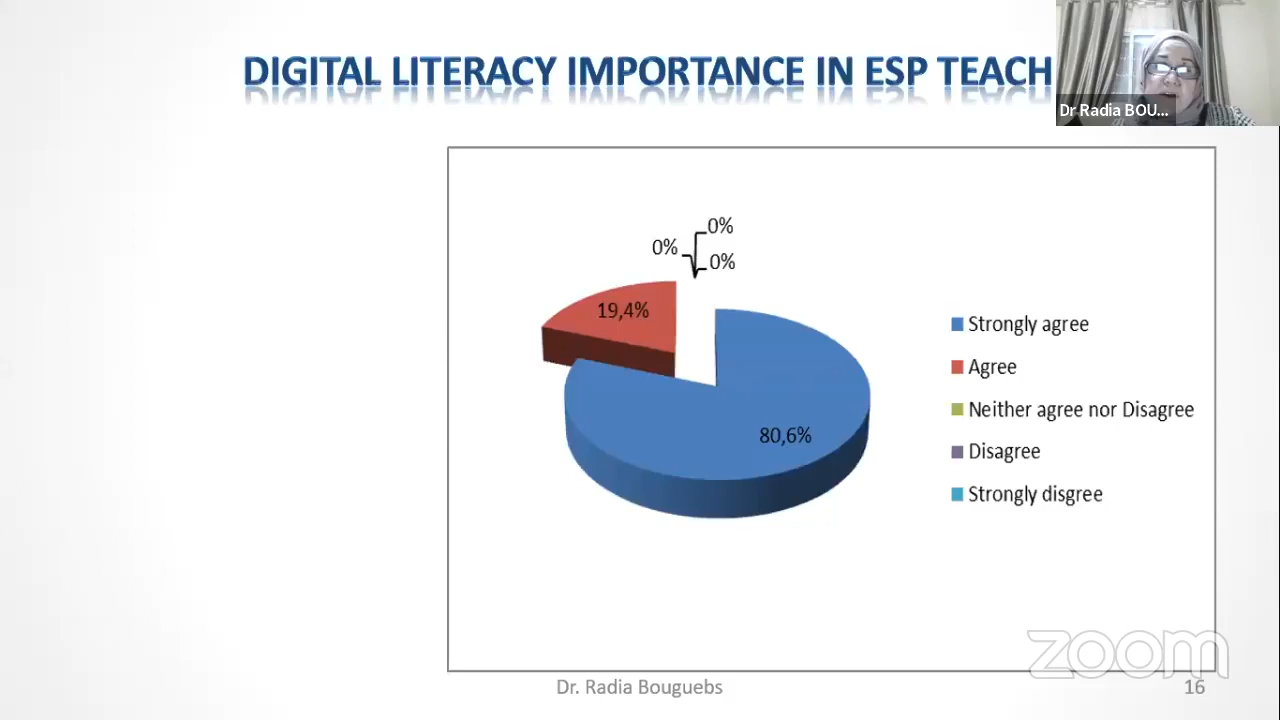 DIGITAL LITERACY IMPORTANCE IN ESP TEACH
Dr Radia BOU...
0%
0%
0%
19,4%
80,6%
Strongly agree
Agree
Neither agree nor Disagree
Disagree
Strongly disgree
zoom
Dr. Radia Bouguebs
16